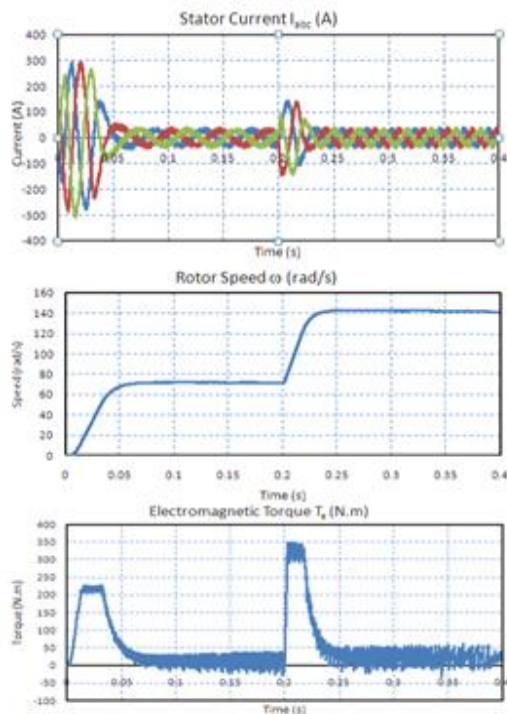 Stator Current Iabc (A)
400
300
200
100
0
-100
-200
-300
-400
Current (A)
0 0.05 0.1 0.15 0.2 0.25 0.3 0.35 0.4
Time (s)
Rotor Speed ω (rad/s)
160
140
120
100
80
60
40
20
0
Speed (rad/s)
0 0.05 0.1 0.15 0.2 0.25 0.3 0.35 0.4
Time (s)
Electromagnetic Torque Te (N.m)
400
350
300
250
200
150
100
50
0
-50
-100
Torque (N.m)
0 0.05 0.1 0.15 0.2 0.25 0.3 0.35 0.4
Time (s)